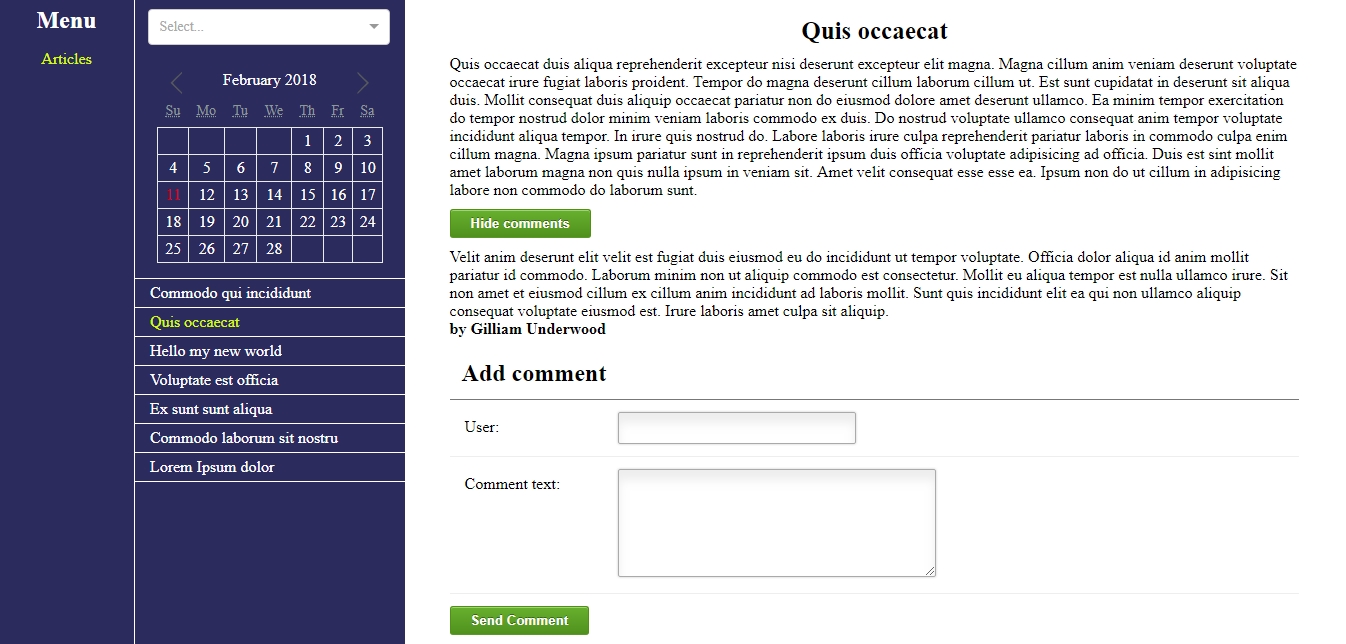 Menu
Articles
Select...
February 2018
Su Mo Tu We Th Fr Sa
1 2 3
4 5 6 7 8 9 10
11 12 13 14 15 16 17
18 19 20 21 22 23 24
25 26 27 28
Commodo qui incididunt
Quis occaecat
Hello my new world
Voluptate est officia
Ex sunt sunt aliqua
Commodo laborum sit nostru
Lorem Ipsum dolor
Quis occaecat
Quis occaecat duis aliqua reprehenderit excepteur nisi deserunt excepteur elit magna. Magna cillum anim veniam deserunt voluptate
occaecat irure fugiat laboris proident. Tempor do magna deserunt cillum laborum cillum ut. Est sunt cupidatat in deserunt sit aliqua
duis. Mollit consequat duis aliquip occaecat pariatur non do eiusmod dolore amet deserunt ullamco. Ea minim tempor exercitation
do tempor nostrud dolor minim veniam laboris commodo ex duis. Do nostrud voluptate ullamco consequat anim tempor voluptate
incididunt aliqua tempor. In irure quis nostrud do. Labore laboris irure culpa reprehenderit pariatur laboris in commodo culpa enim
cillum magna. Magna ipsum pariatur sunt in reprehenderit ipsum duis officia voluptate adipisicing ad officia. Duis est sint mollit
amet laborum magna non quis nulla ipsum in veniam sit. Amet velit consequat esse esse ea. Ipsum non do ut cillum in adipisicing
labore non commodo do laborum sunt.
Hide comments
Velit anim deserunt elit velit est fugiat duis eiusmod eu do incididunt ut tempor voluptate. Officia dolor aliqua id anim mollit
pariatur id commodo. Laborum minim non ut aliquip commodo est consectetur. Mollit eu aliqua tempor est nulla ullamco irure. Sit
non amet et eiusmod cillum ex cillum anim incididunt ad laboris mollit. Sunt quis incididunt elit ea qui non ullamco aliquip
consequat voluptate eiusmod est. Irure laboris amet culpa sit aliquip.
by Gilliam Underwood
Add comment
User:
Comment text:
Send Comment